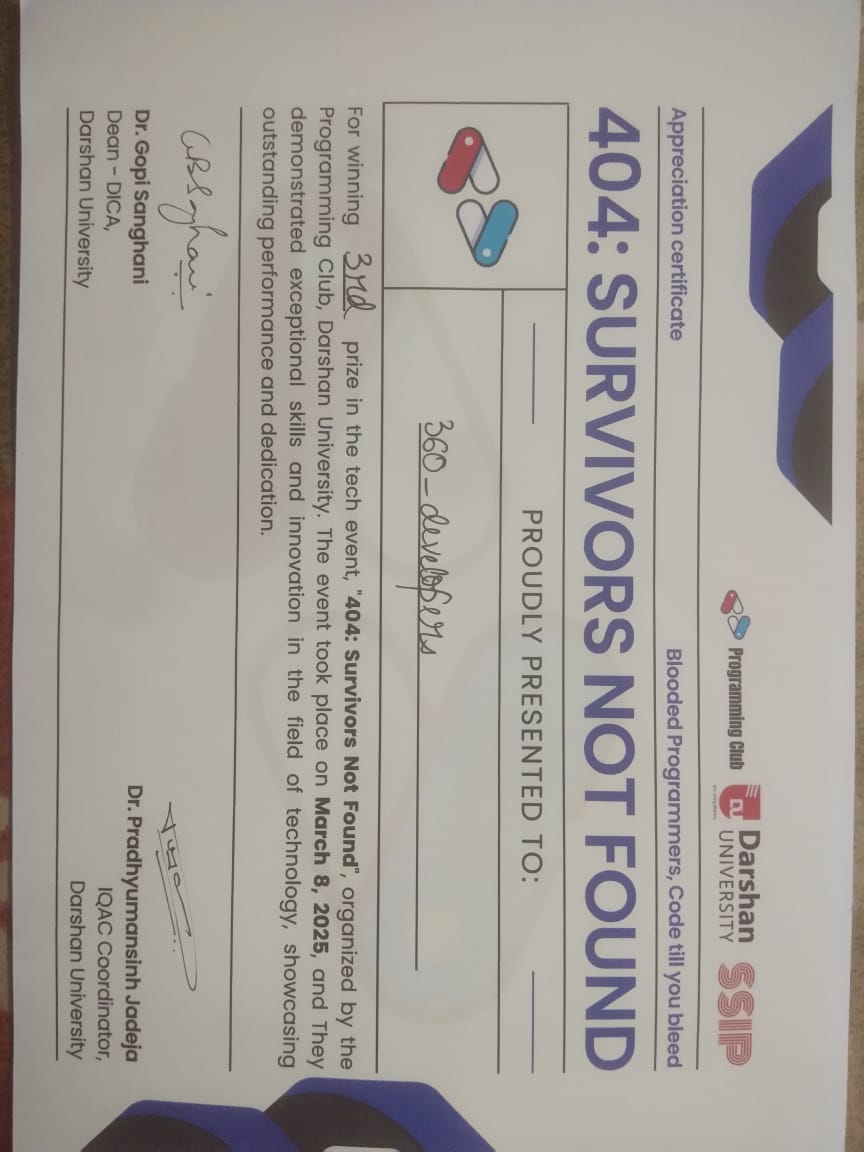 Programming Club
Darshan
UNIVERSITY
SSIP
Appreciation certificate
Blooded Programmers, Code till you bleed
404: SURVIVORS NOT FOUND
PROUDLY PRESENTED TO:
360_developers
For winning 3rd prize in the tech event, "404: Survivors Not Found", organized by the
Programming Club, Darshan University. The event took place on March 8, 2025, and They
demonstrated exceptional skills and innovation in the field of technology, showcasing
outstanding performance and dedication.
Dr. Gopi Sanghani
Dean - DICA,
Darshan University
Dr. Pradhyumansinh Jadeja
IQAC Coordinator,
Darshan University